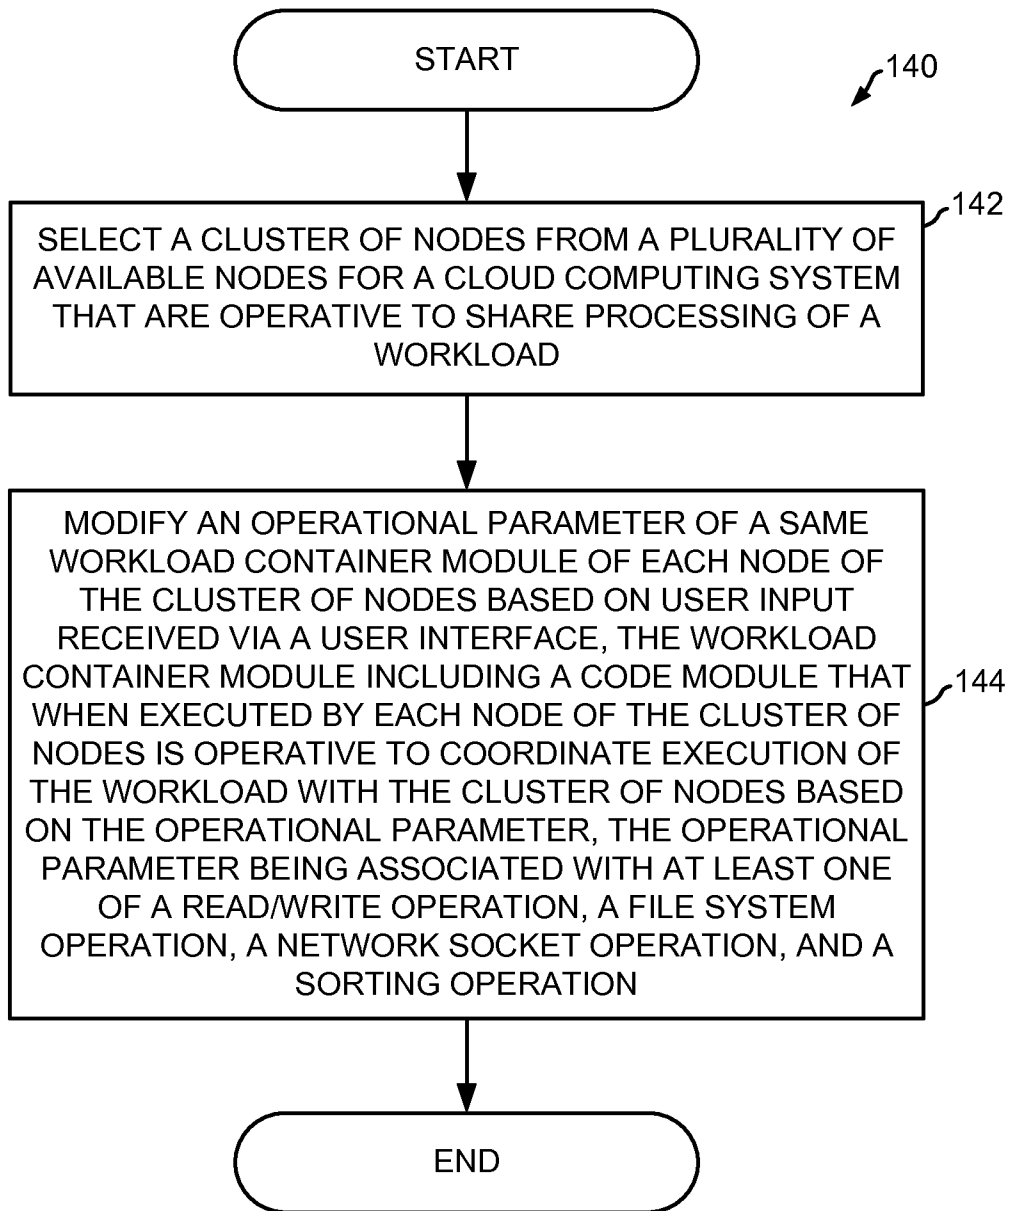 START
140
142
SELECT A CLUSTER OF NODES FROM A PLURALITY OF
AVAILABLE NODES FOR A CLOUD COMPUTING SYSTEM
THAT ARE OPERATIVE TO SHARE PROCESSING OF A
WORKLOAD
MODIFY AN OPERATIONAL PARAMETER OF A SAME
WORKLOAD CONTAINER MODULE OF EACH NODE OF
THE CLUSTER OF NODES BASED ON USER INPUT
RECEIVED VIA A USER INTERFACE, THE WORKLOAD
CONTAINER MODULE INCLUDING A CODE MODULE THAT
WHEN EXECUTED BY EACH NODE OF THE CLUSTER OF
NODES IS OPERATIVE TO COORDINATE EXECUTION OF
THE WORKLOAD WITH THE CLUSTER OF NODES BASED
ON THE OPERATIONAL PARAMETER, THE OPERATIONAL
PARAMETER BEING ASSOCIATED WITH AT LEAST ONE
OF A READ/WRITE OPERATION, A FILE SYSTEM
OPERATION, A NETWORK SOCKET OPERATION, AND A
SORTING OPERATION
144
END